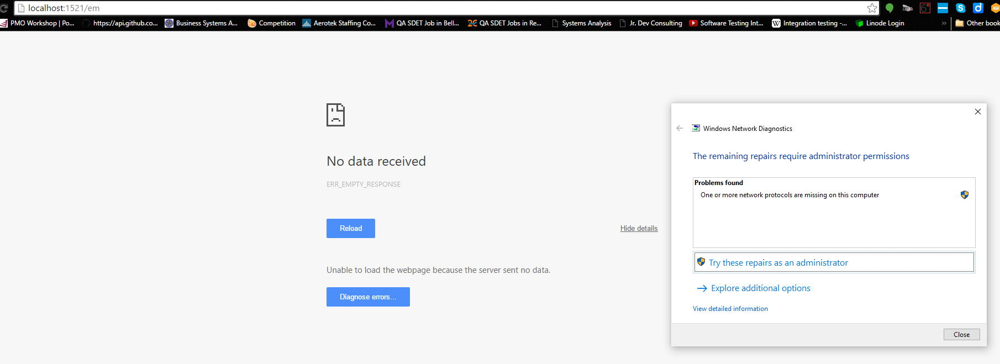 localhost:1521/em
PMO Workshop | Po... https://api.github.co... Business Systems A... Competition Aerotek Staffing Co... QA SDET Job in Bell... QA SDET Jobs in Re... Systems Analysis Jr. Dev Consulting Software Testing Int... W Integration testing -... Linode Login » Other book
No data received
ERR_EMPTY_RESPONSE
Reload
Hide details
Unable to load the webpage because the server sent no data.
Diagnose errors...
Windows Network Diagnostics
The remaining repairs require administrator permissions
Problems found
One or more network protocols are missing on this computer
Try these repairs as an administrator
Explore additional options
View detailed information
Close